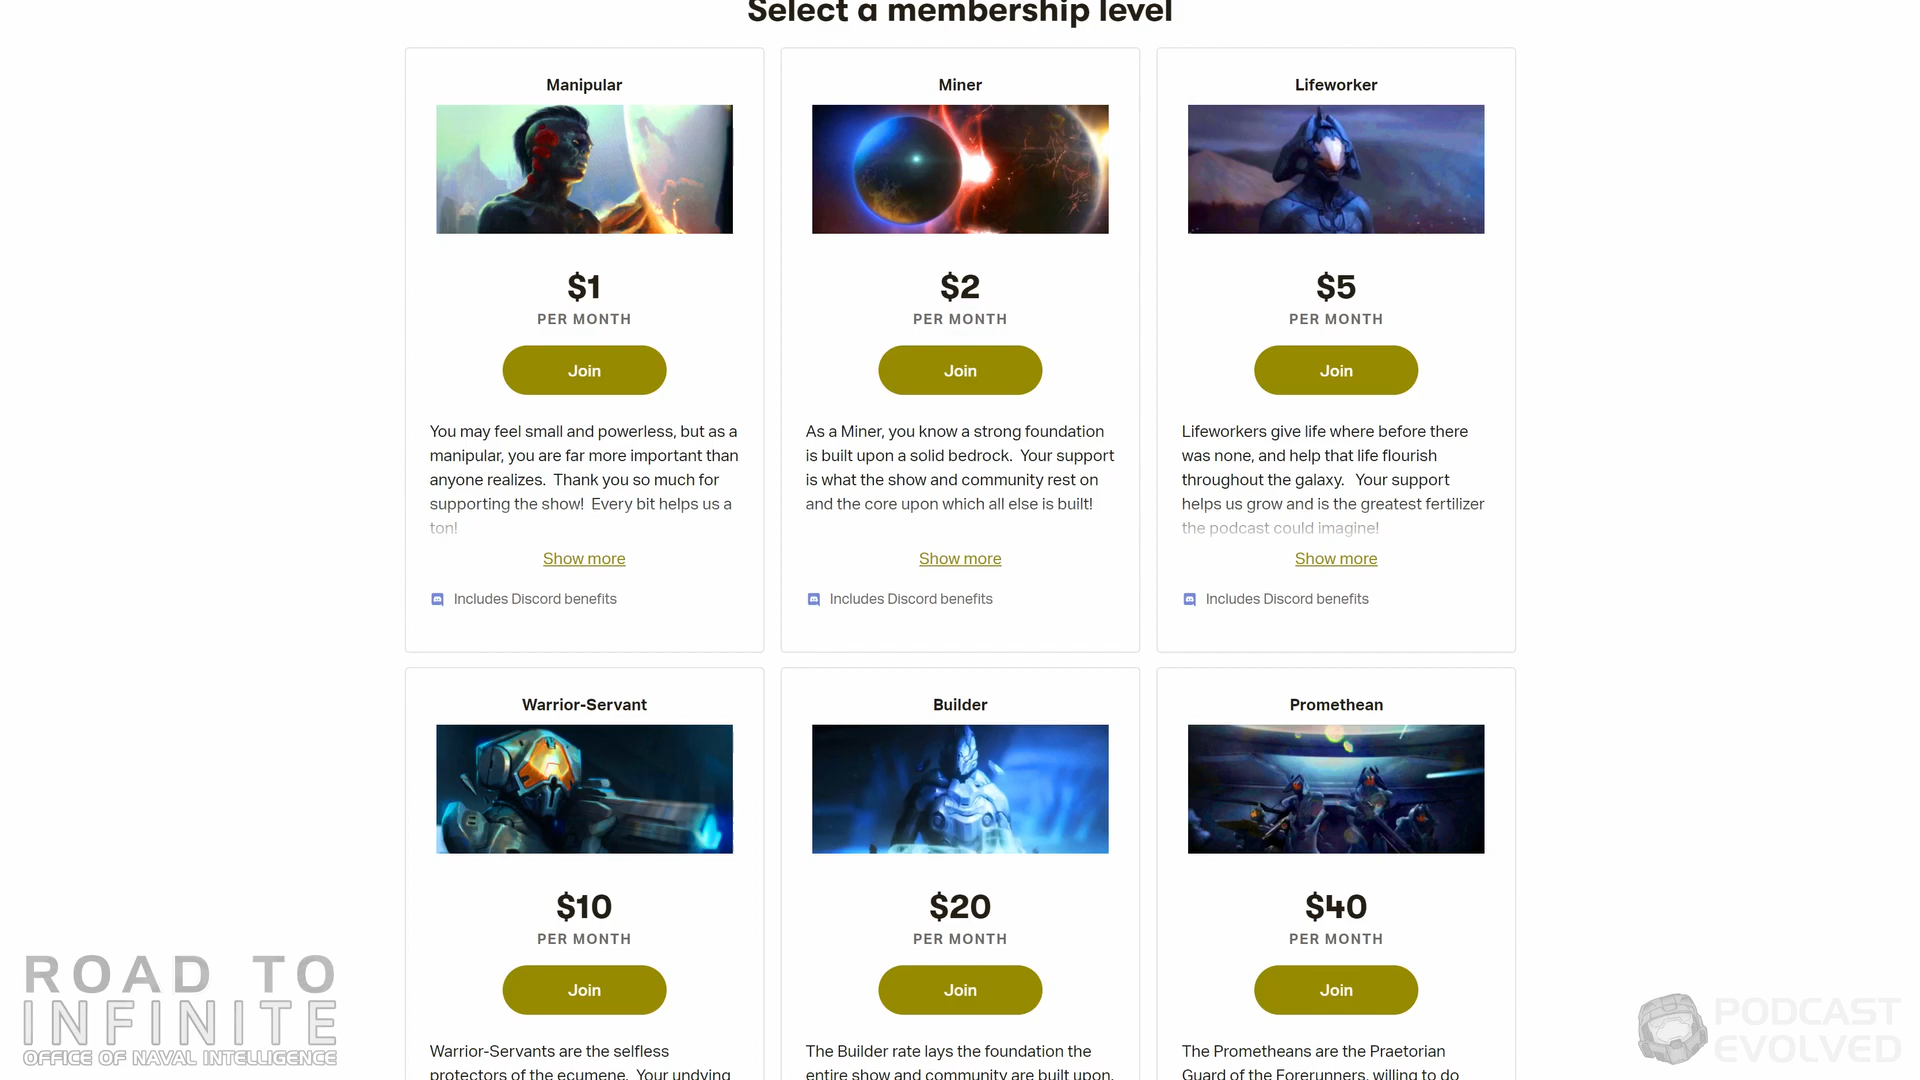 Select a membership level
Manipular
$1
PER MONTH
Join
You may feel small and powerless, but as a
manipular, you are far more important than
anyone realizes.  Thank you so much for
supporting the show!  Every bit helps us a
ton!
Show more
Includes Discord benefits
Miner
$2
PER MONTH
Join
As a Miner, you know a strong foundation
is built upon a solid bedrock.  Your support
is what the show and community rest on
and the core upon which all else is built!
Show more
Includes Discord benefits
Lifeworker
$5
PER MONTH
Join
Lifeworkers give life where before there
was none, and help that life flourish
throughout the galaxy.   Your support
helps us grow and is the greatest fertilizer
the podcast could imagine!
Show more
Includes Discord benefits
Warrior-Servant
$10
PER MONTH
Join
Warrior-Servants are the selfless
protectors of the ecumene.  Your undying
Builder
$20
PER MONTH
Join
The Builder rate lays the foundation the
entire show and community are built upon.
Promethean
$40
PER MONTH
Join
The Prometheans are the Praetorian
Guard of the Forerunners, willing to do
ROAD TO
INFINITE
OFFICE OF NAVAL INTELLIGENCE
PODCAST
EVOLVED